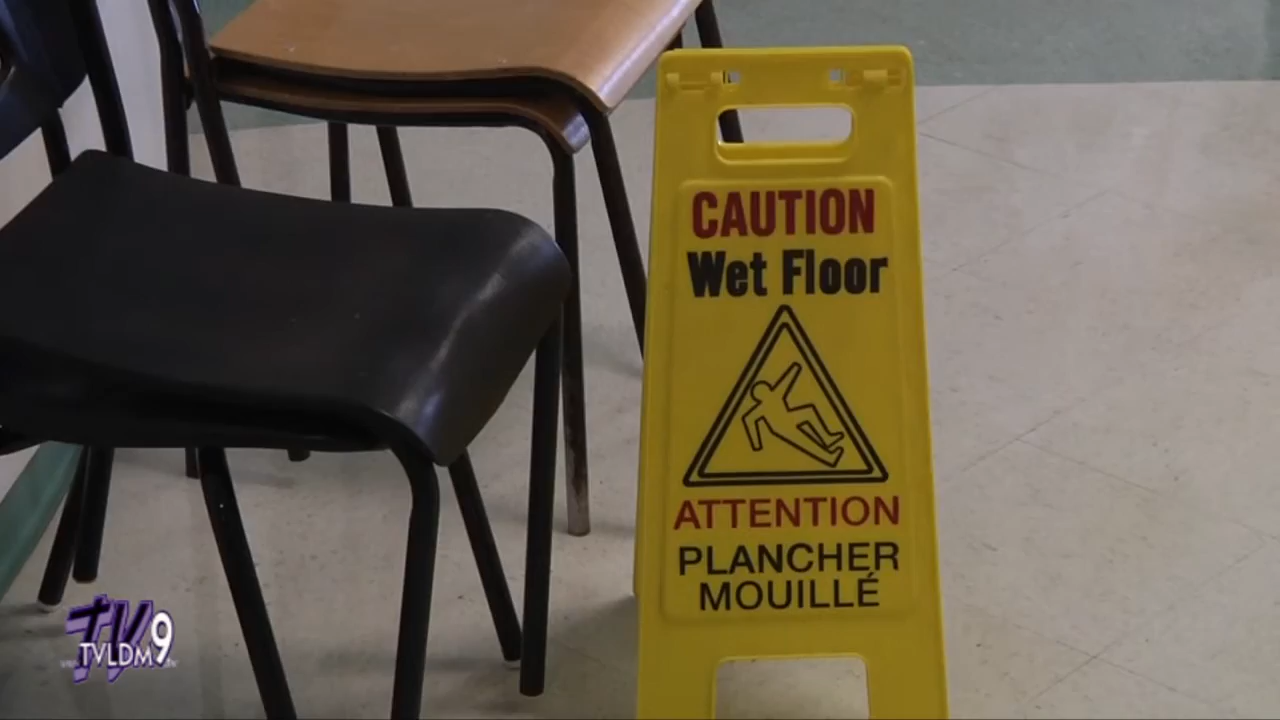 CAUTION
Wet Floor
ATTENTION
PLANCHER
MOUILLÉ
tv9
TVLDM